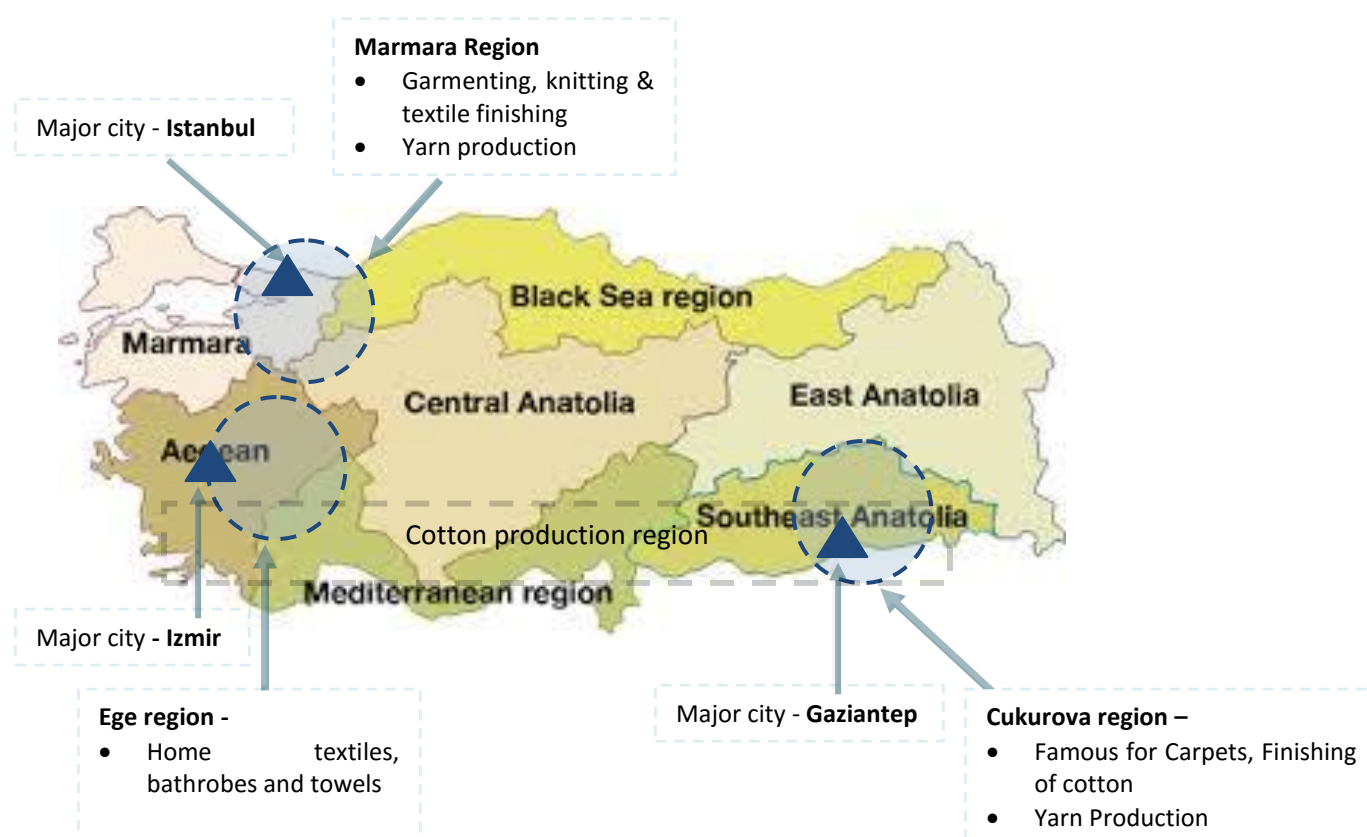 Marmara Region
• Garmenting, knitting &
textile finishing
• Yarn production
Major city - Istanbul
Black Sea region
Marmara
Central Anatolia
East Anatolia
Aegean
Southeast Anatolia
Cotton production region
Mediterranean region
Major city - Izmir
Ege region -
• Home textiles,
bathrobes and towels
Major city - Gaziantep
Cukurova region –
• Famous for Carpets, Finishing
of cotton
• Yarn Production